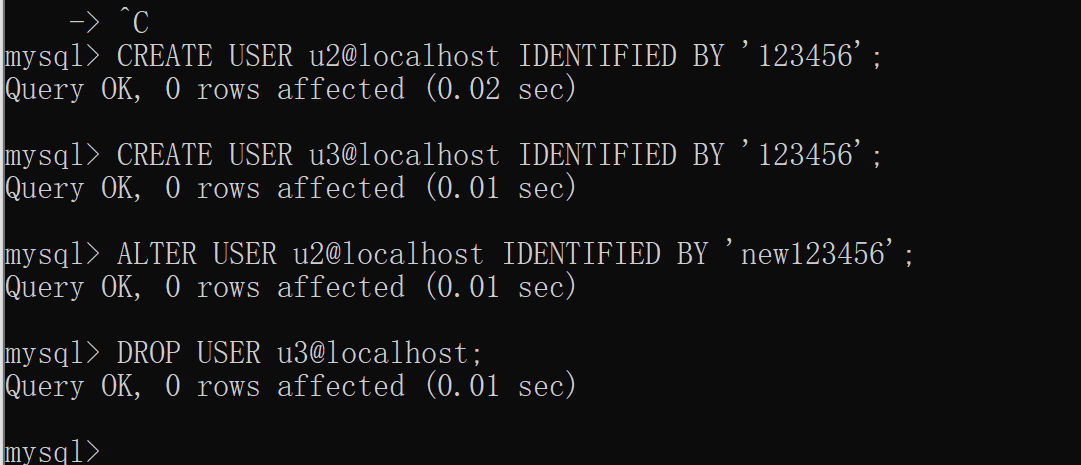 -> ^C
mysql> CREATE USER u2@localhost IDENTIFIED BY '123456';
Query OK, 0 rows affected (0.02 sec)
mysql> CREATE USER u3@localhost IDENTIFIED BY '123456';
Query OK, 0 rows affected (0.01 sec)
mysql> ALTER USER u2@localhost IDENTIFIED BY 'new123456';
Query OK, 0 rows affected (0.01 sec)
mysql> DROP USER u3@localhost;
Query OK, 0 rows affected (0.01 sec)
mysql>